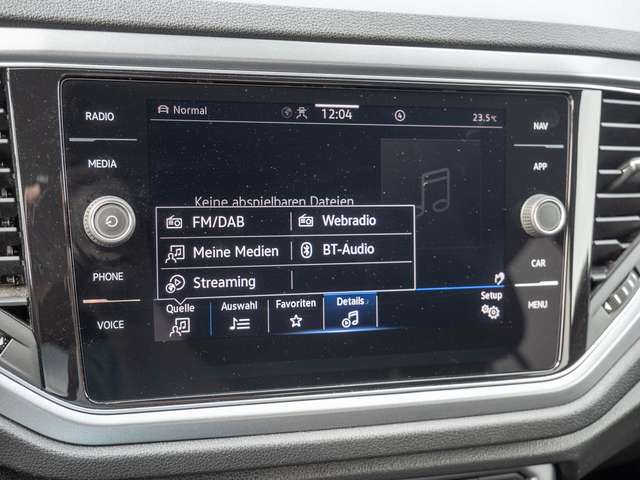 RADIO
MEDIA
PHONE
VOICE
Normal
12:04
4
23.5°C
Keine abspielbaren Dateien
FM/DAB
Webradio
Meine Medien
BT-Audio
Streaming
Quelle
Auswahl
Favoriten
Details
Setup
NAV
APP
CAR
MENU